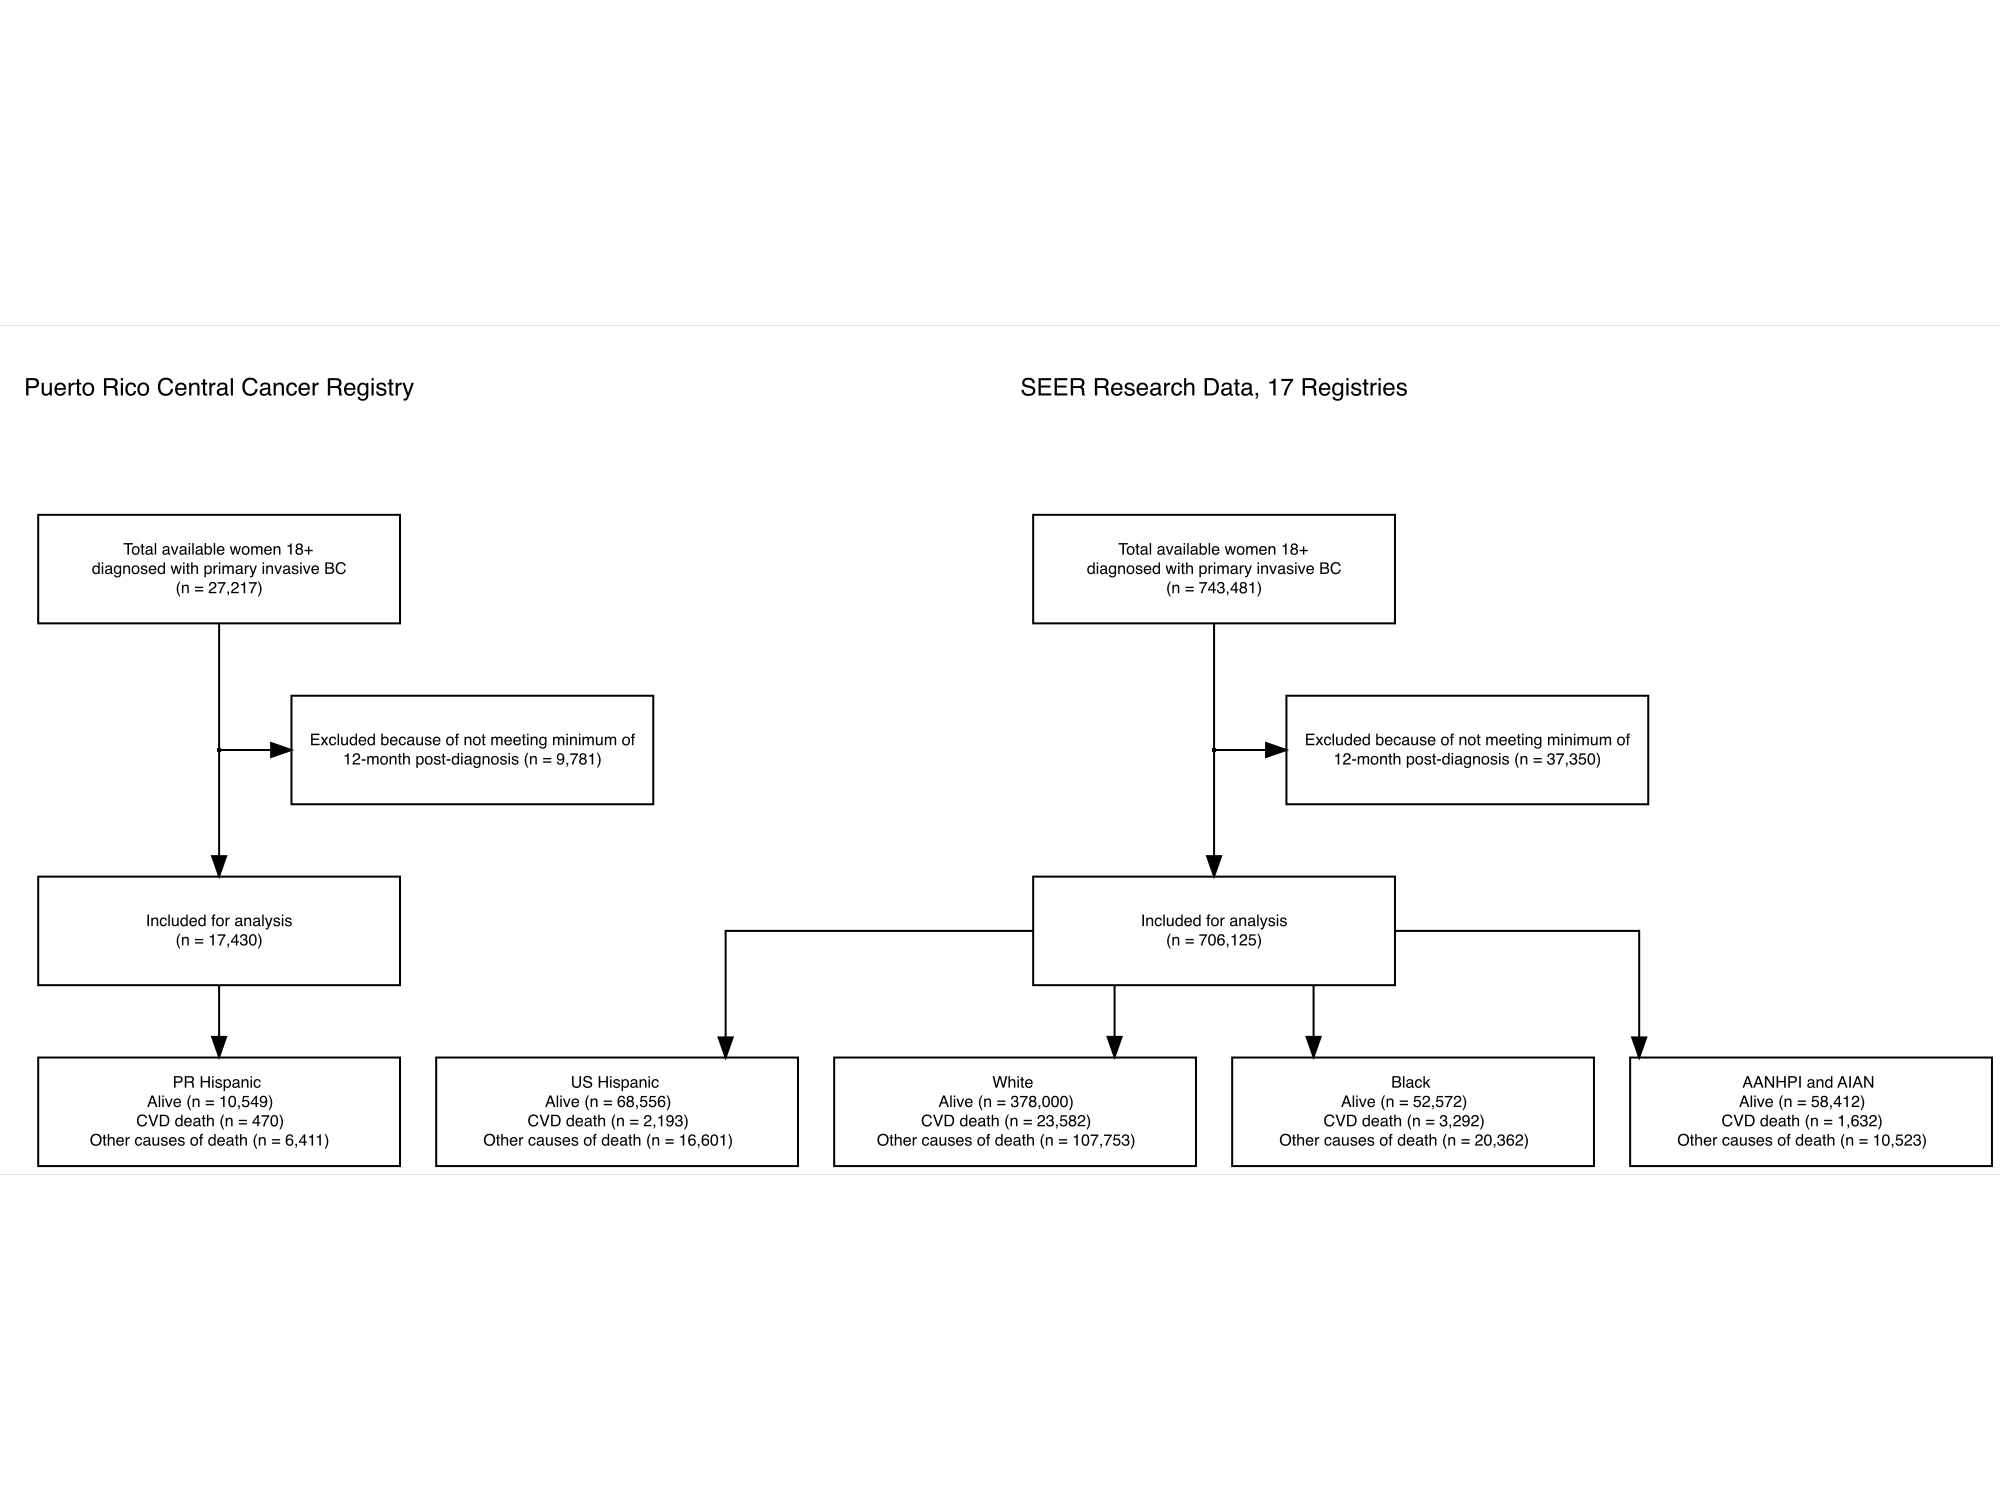 Puerto Rico Central Cancer Registry
SEER Research Data, 17 Registries
Total available women 18+
diagnosed with primary invasive BC
(n = 27,217)
Total available women 18+
diagnosed with primary invasive BC
(n = 743,481)
Excluded because of not meeting minimum of
12-month post-diagnosis (n = 9,781)
Excluded because of not meeting minimum of
12-month post-diagnosis (n = 37,350)
Included for analysis
(n = 17,430)
Included for analysis
(n = 706,125)
PR Hispanic
Alive (n = 10,549)
CVD death (n = 470)
Other causes of death (n = 6,411)
US Hispanic
Alive (n = 68,556)
CVD death (n = 2,193)
Other causes of death (n = 16,601)
White
Alive (n = 378,000)
CVD death (n = 23,582)
Other causes of death (n = 107,753)
Black
Alive (n = 52,572)
CVD death (n = 3,292)
Other causes of death (n = 20,362)
AANHPI and AIAN
Alive (n = 58,412)
CVD death (n = 1,632)
Other causes of death (n = 10,523)